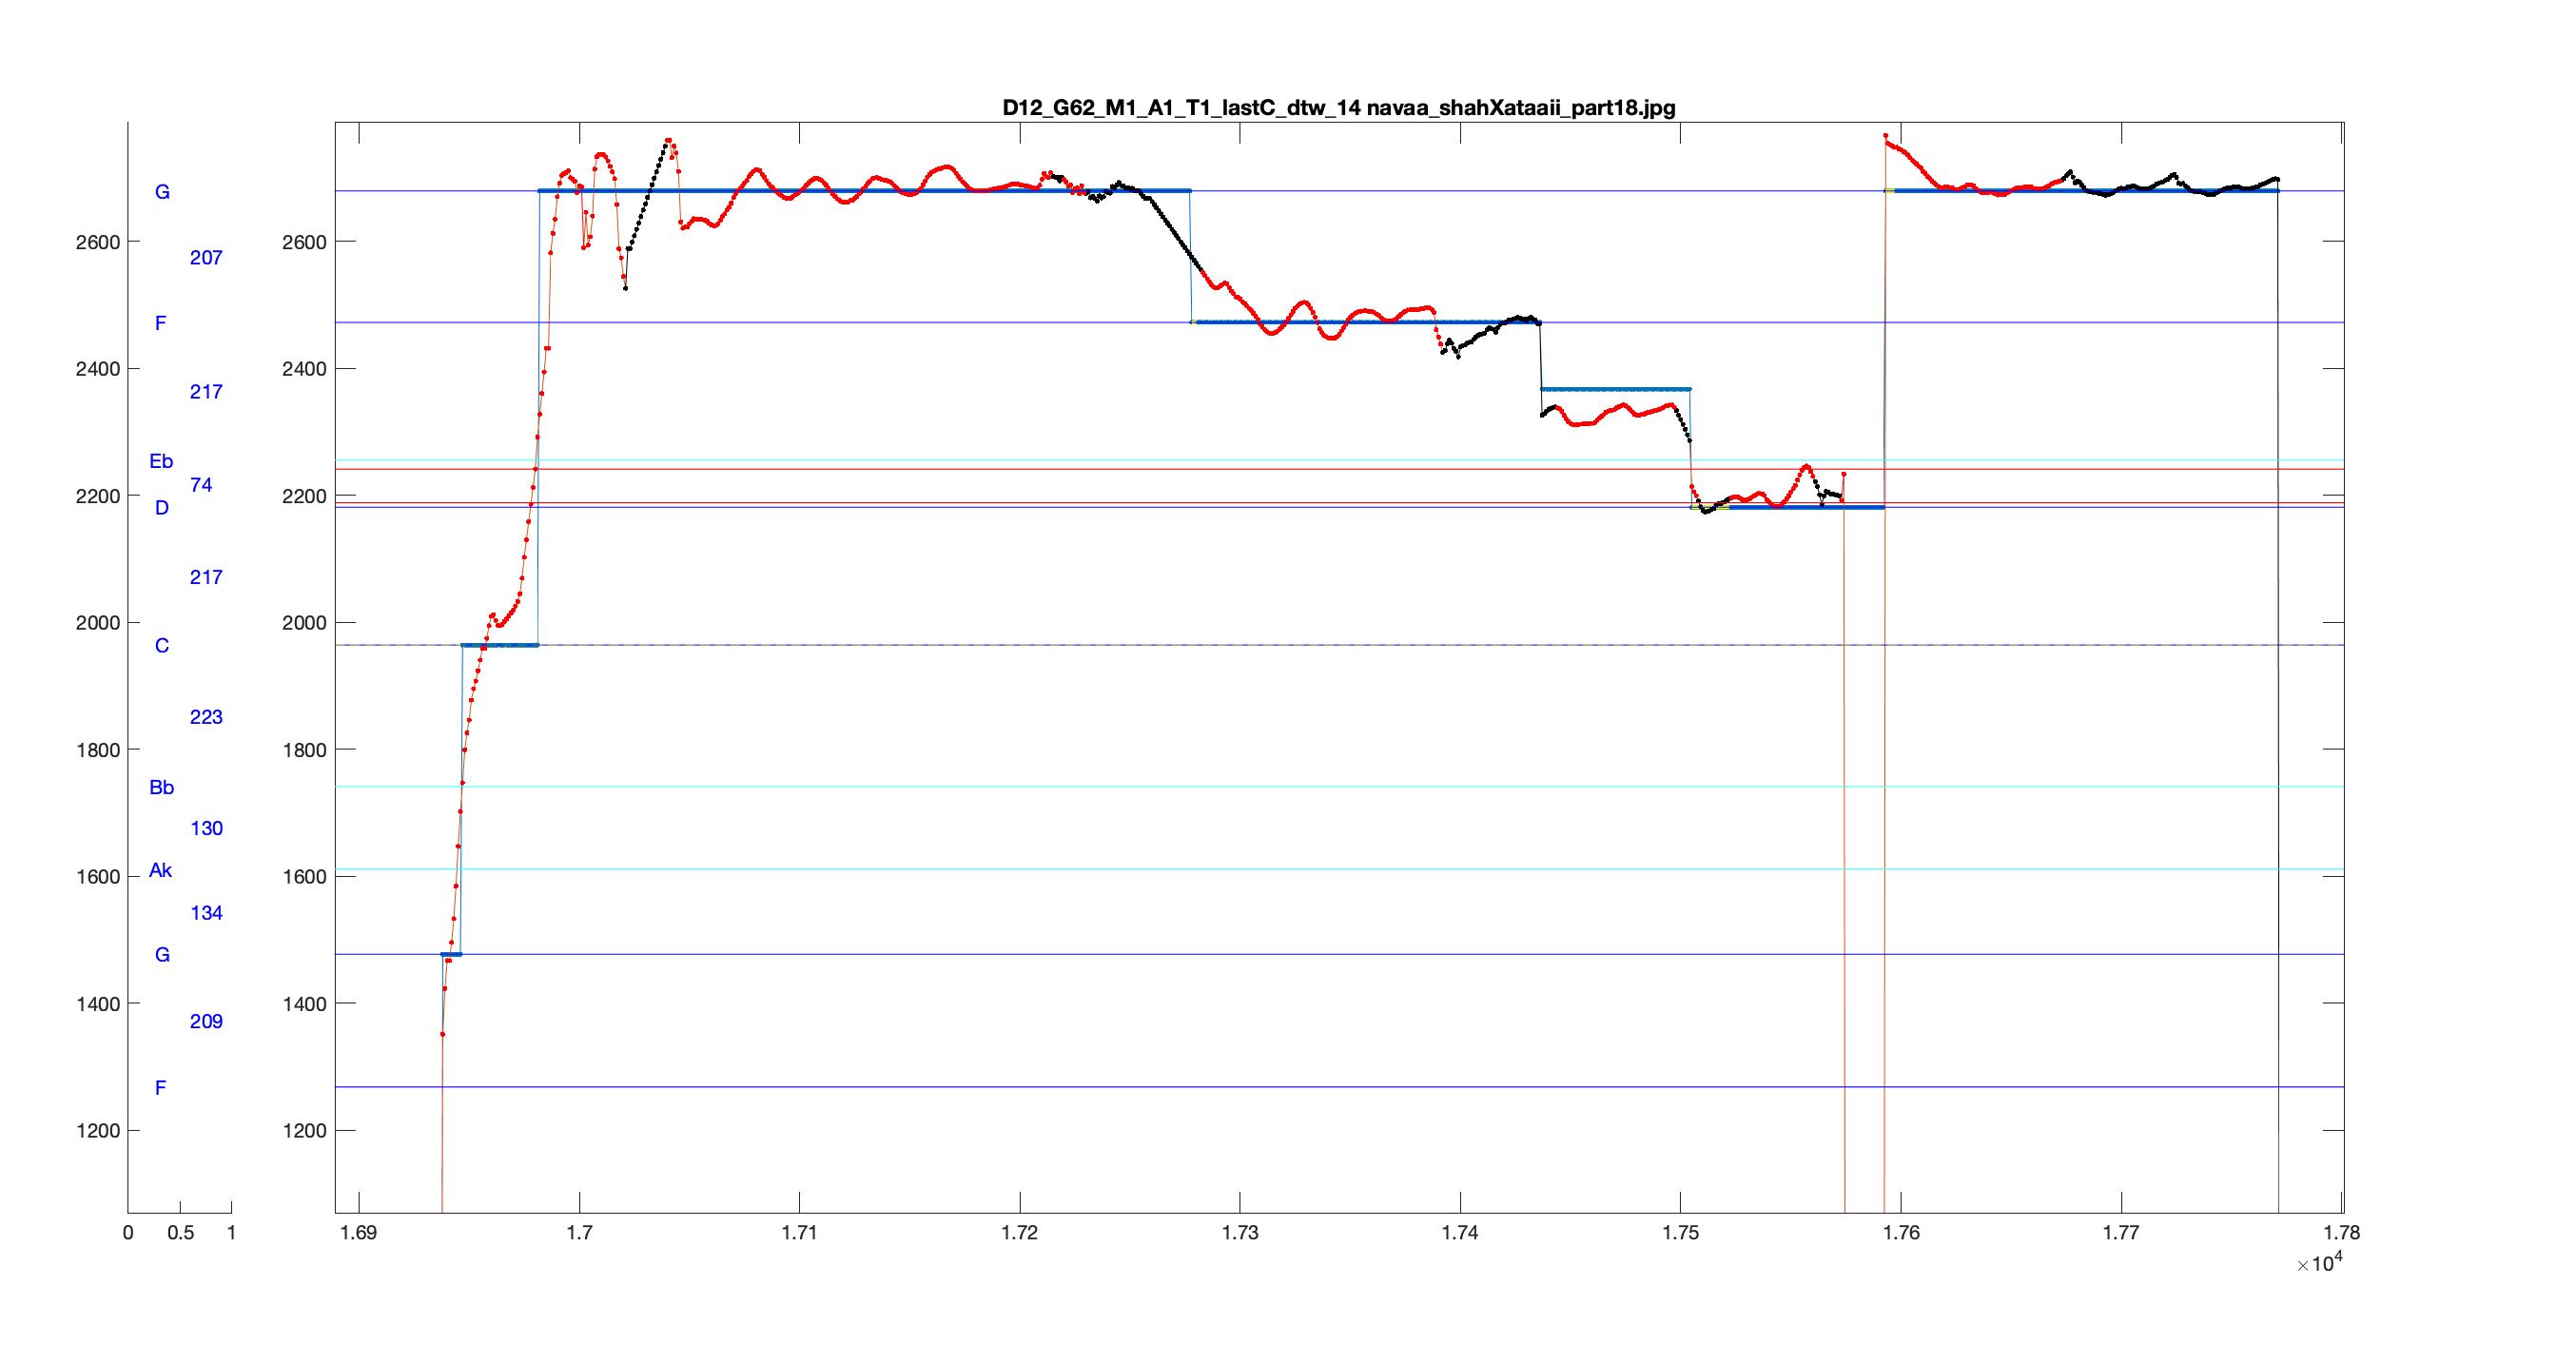 D12_G62_M1_A1_T1_lastC_dtw_14 navaa_shahXataaii_part18.jpg
G
2600 2600
207
F
2400 2400
217
Eb
74
2200 2200
D
217
2000 2000
C
223
1800 1800
Bb
130
Ak
1600 1600
134
G
1400 1400
209
F
1200 1200
0 0.5 1 1.69 1.7 1.71 1.72 1.73 1.74 1.75 1.76 1.77 1.78
×10⁴